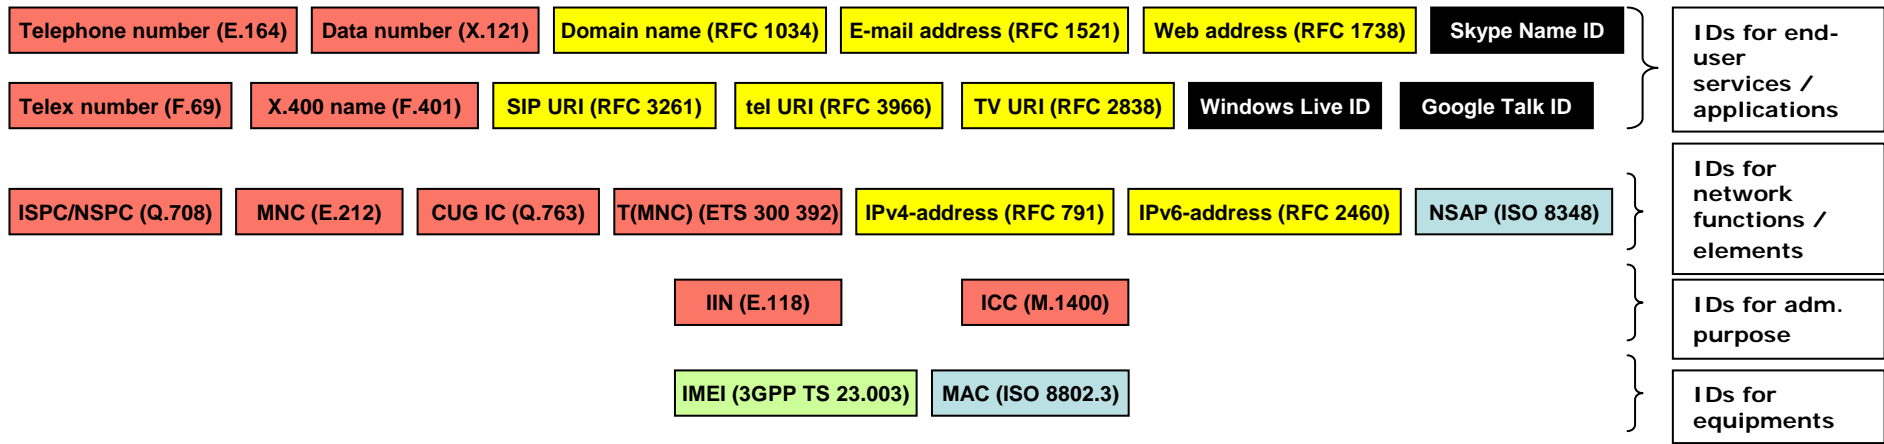 Telephone number (E.164) Data number (X.121) Domain name (RFC 1034) E-mail address (RFC 1521) Web address (RFC 1738) Skype Name ID
Telex number (F.69) X.400 name (F.401) SIP URI (RFC 3261) tel URI (RFC 3966) TV URI (RFC 2838) Windows Live ID Google Talk ID
IDs for end-
user
services /
applications
ISPC/NSPC (Q.708) MNC (E.212) CUG IC (Q.763) T(MNC) (ETS 300 392) IPv4-address (RFC 791) IPv6-address (RFC 2460) NSAP (ISO 8348)
IDs for
network
functions /
elements
IIN (E.118) ICC (M.1400)
IDs for adm.
purpose
IMEI (3GPP TS 23.003) MAC (ISO 8802.3)
IDs for
equipments